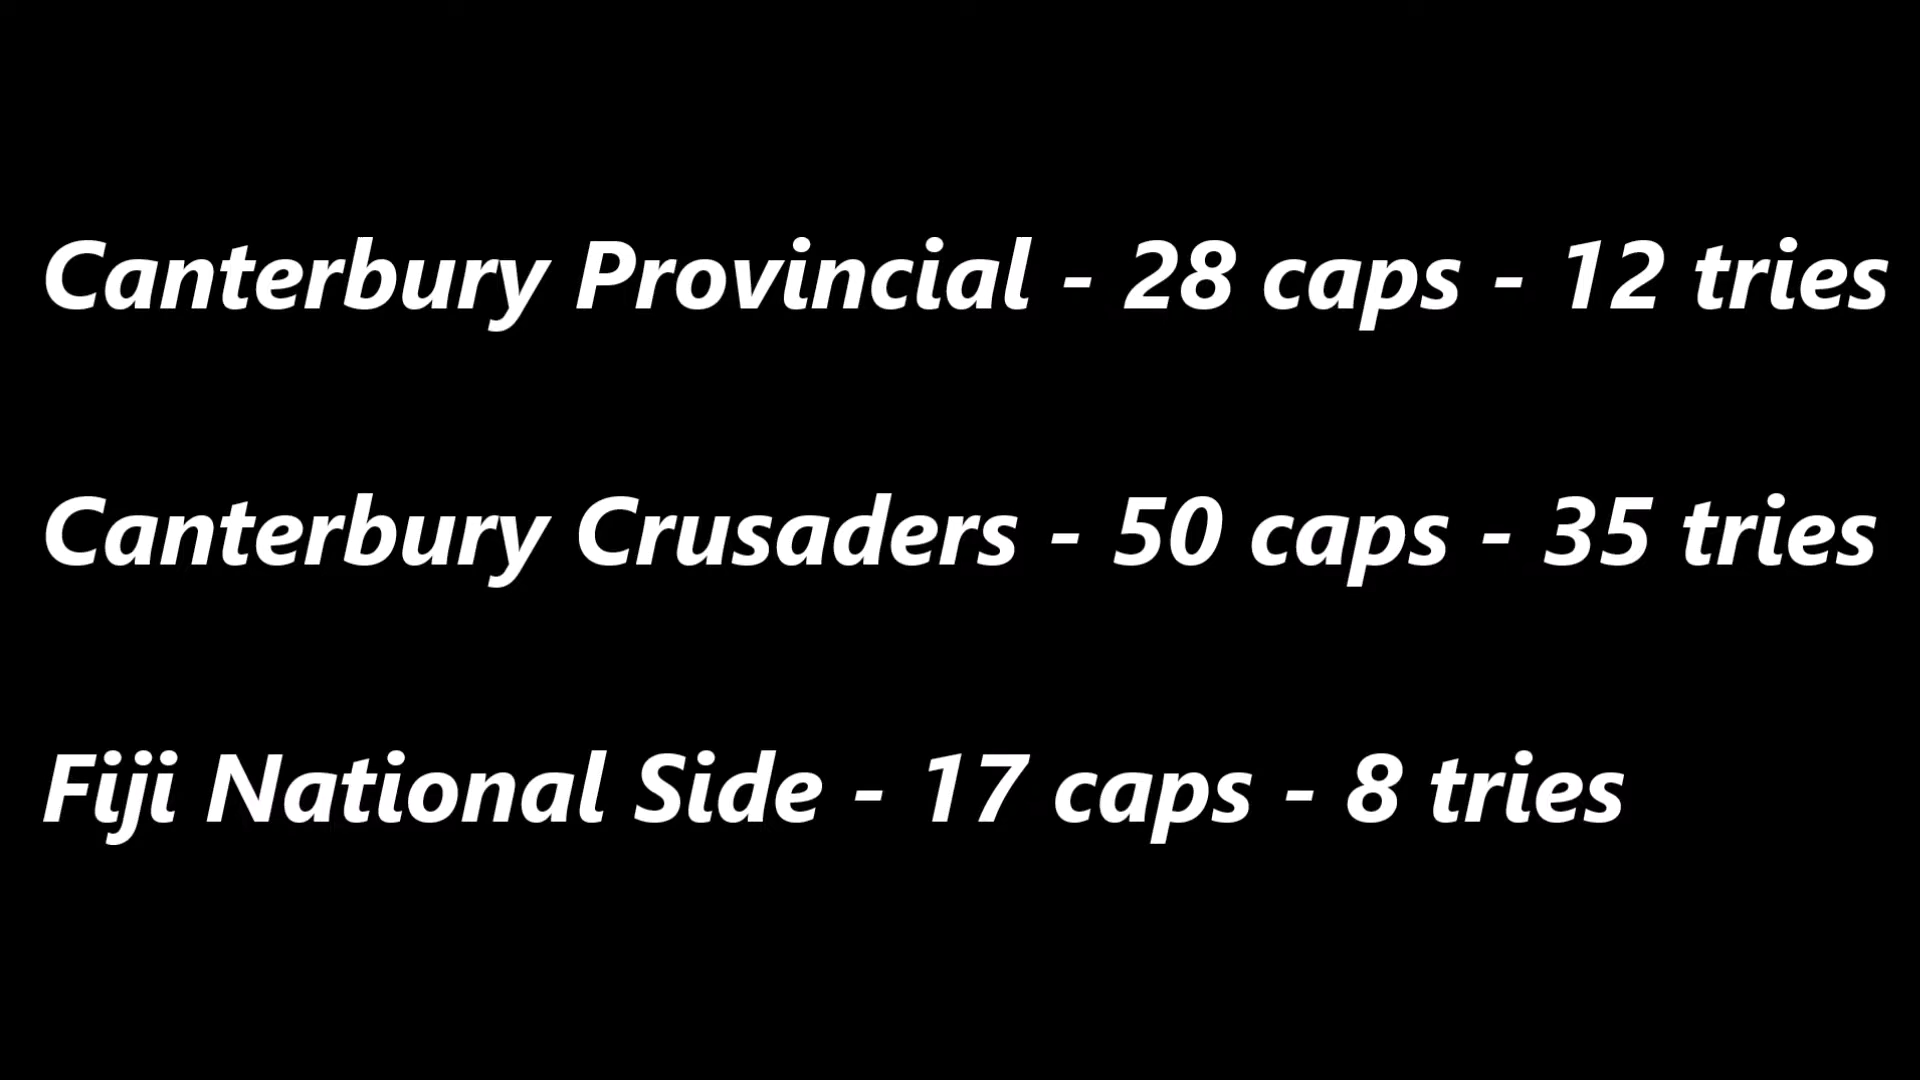 Canterbury Provincial - 28 caps - 12 tries
Canterbury Crusaders - 50 caps - 35 tries
Fiji National Side - 17 caps - 8 tries